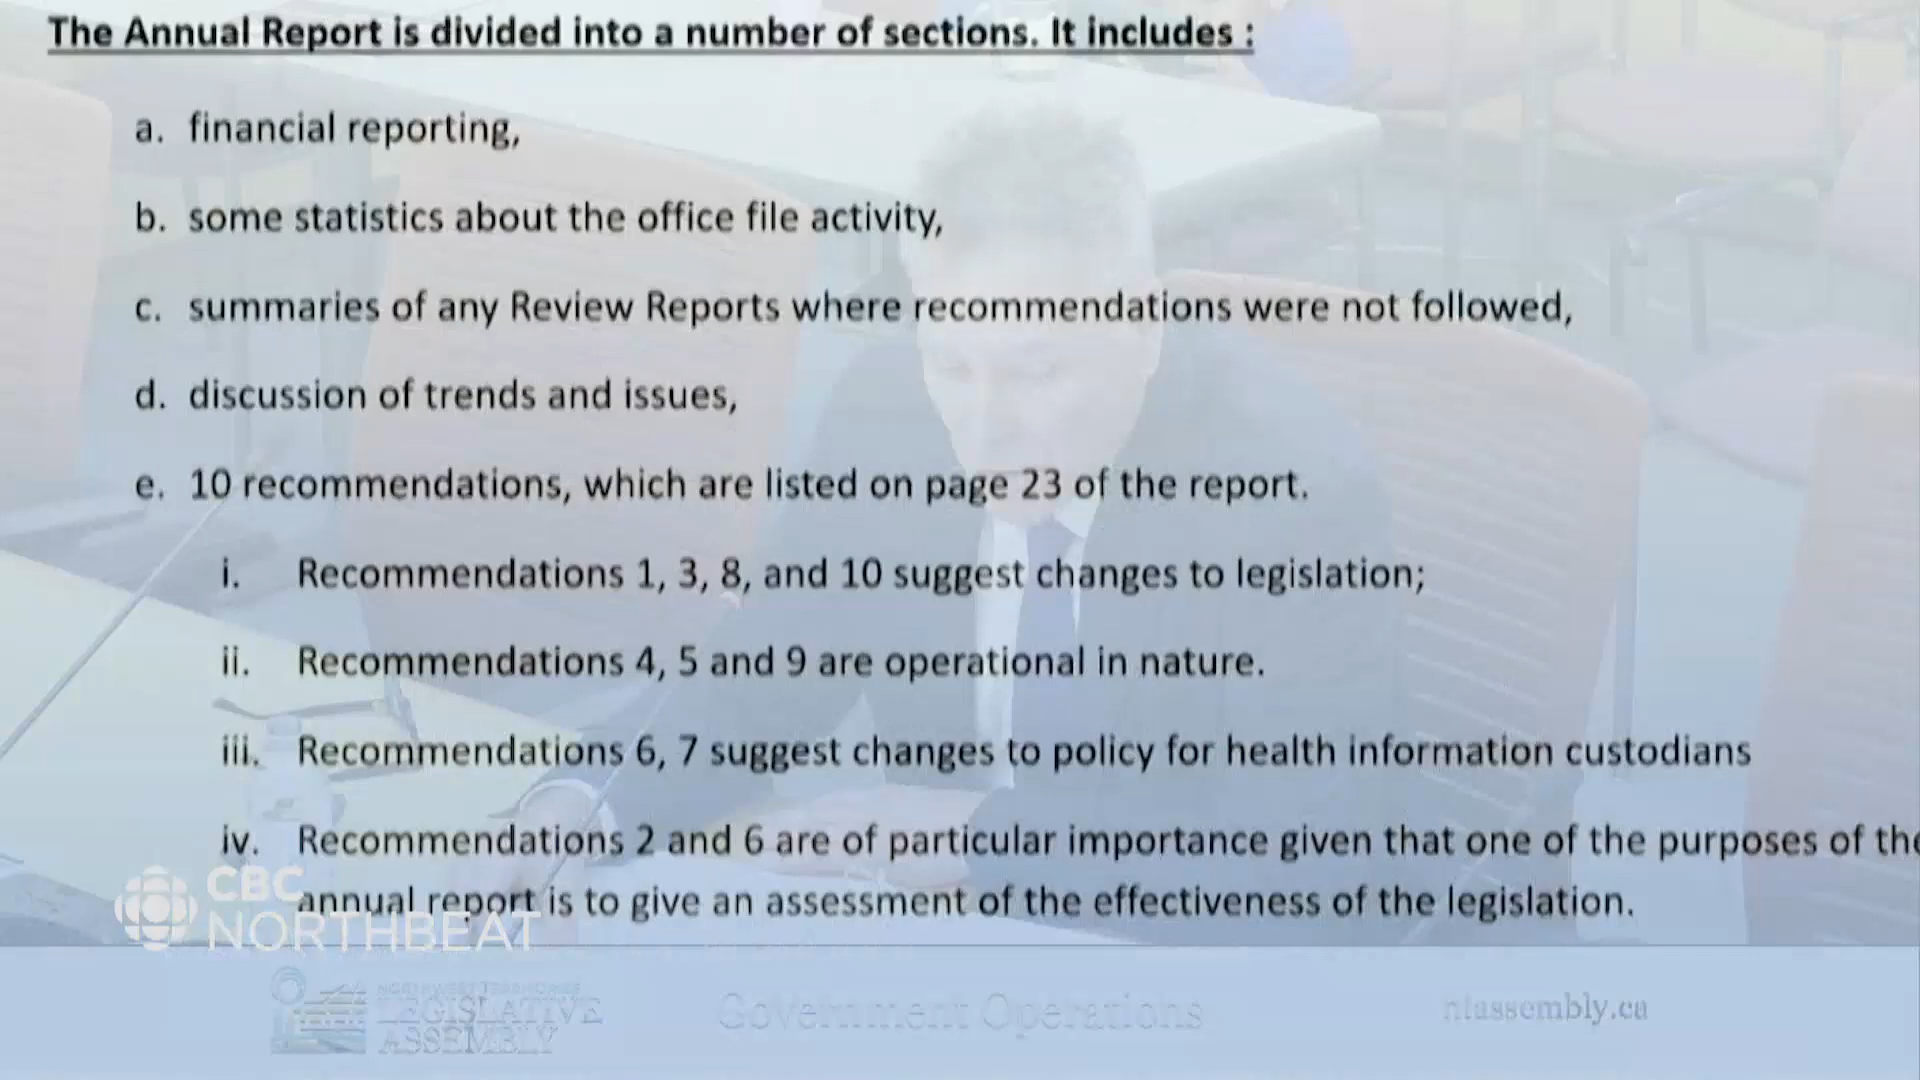 The Annual Report is divided into a number of sections. It includes :
a. financial reporting,
b. some statistics about the office file activity,
c. summaries of any Review Reports where recommendations were not followed,
d. discussion of trends and issues,
e. 10 recommendations, which are listed on page 23 of the report.
i. Recommendations 1, 3, 8, and 10 suggest changes to legislation;
ii. Recommendations 4, 5 and 9 are operational in nature.
iii. Recommendations 6, 7 suggest changes to policy for health information custodians
iv. Recommendations 2 and 6 are of particular importance given that one of the purposes of the
annual report is to give an assessment of the effectiveness of the legislation.
CBC
NORTHBEAT
NORTHWEST TERRITORIES
LEGISLATIVE
ASSEMBLY
Government Operations
ntassembly.ca